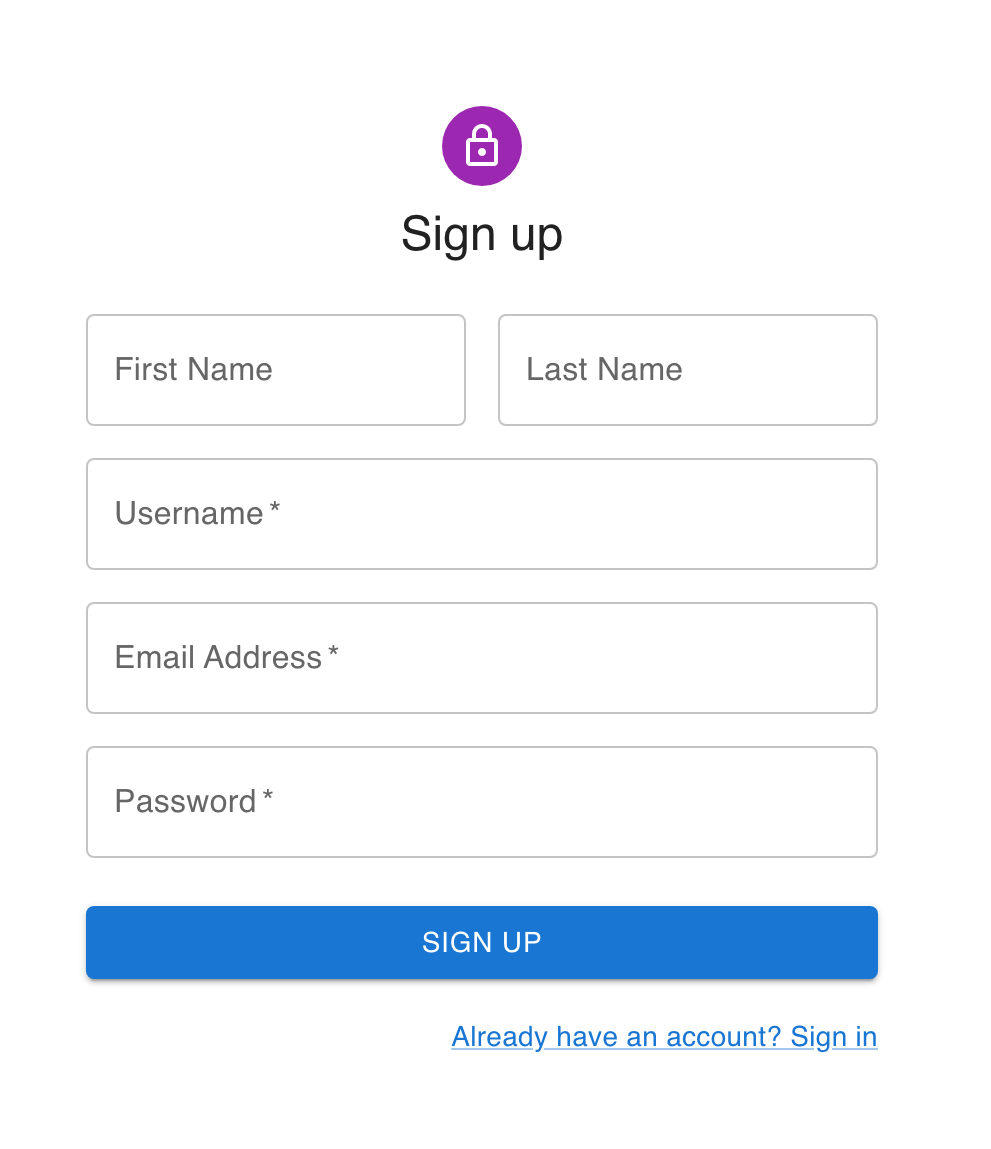 Sign up
First Name
Last Name
Username *
Email Address *
Password *
SIGN UP
Already have an account? Sign in